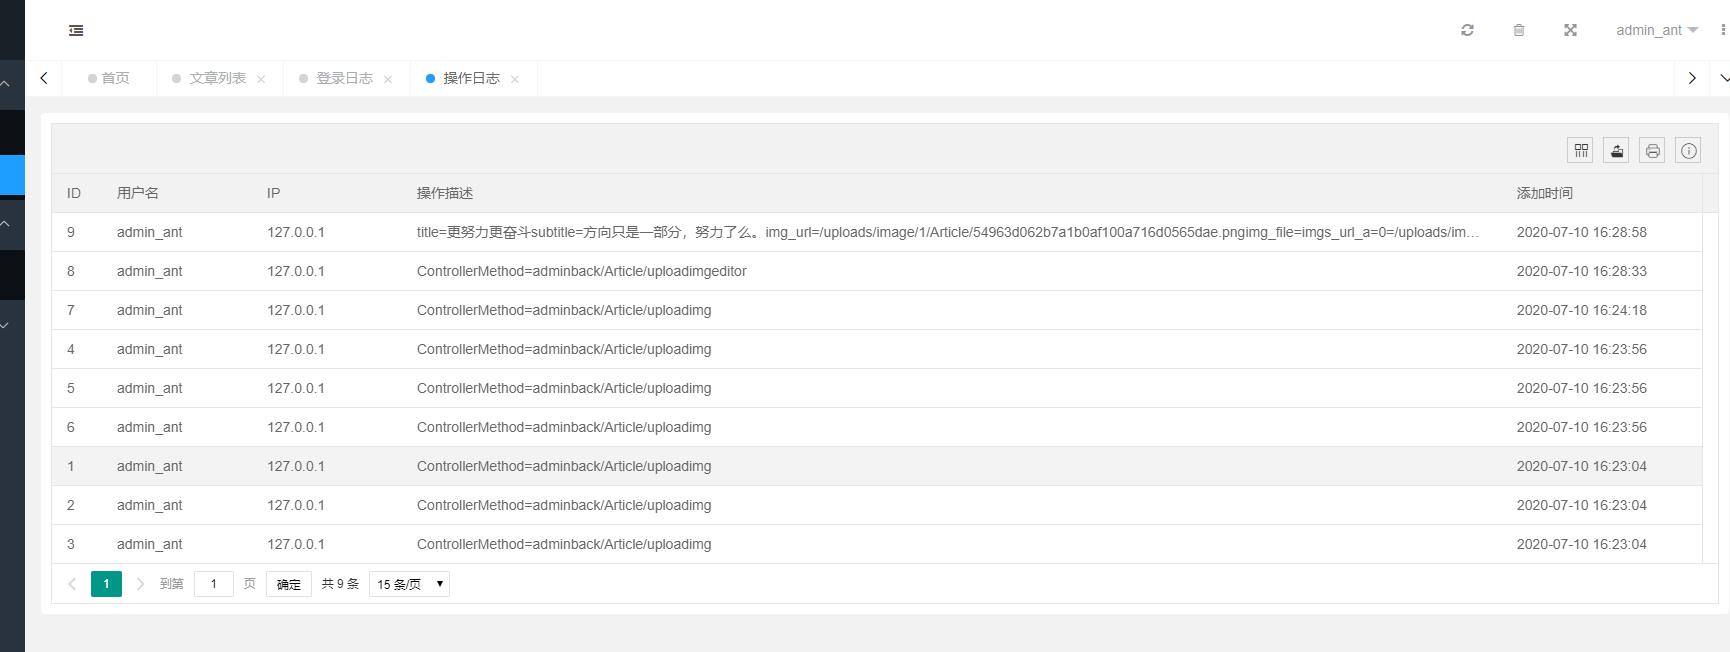 admin_ant
首页 文章列表 登录日志 操作日志
ID 用户名 IP 操作描述 添加时间
9 admin_ant 127.0.0.1 title=更努力更奋斗subtitle=方向只是一部分，努力了么。img_url=/uploads/image/1/Article/54963d062b7a1b0af100a716d0565dae.pngimg_file=imgs_url_a=0=/uploads/im... 2020-07-10 16:28:58
8 admin_ant 127.0.0.1 ControllerMethod=adminback/Article/uploadimgeditor 2020-07-10 16:28:33
7 admin_ant 127.0.0.1 ControllerMethod=adminback/Article/uploadimg 2020-07-10 16:24:18
4 admin_ant 127.0.0.1 ControllerMethod=adminback/Article/uploadimg 2020-07-10 16:23:56
5 admin_ant 127.0.0.1 ControllerMethod=adminback/Article/uploadimg 2020-07-10 16:23:56
6 admin_ant 127.0.0.1 ControllerMethod=adminback/Article/uploadimg 2020-07-10 16:23:56
1 admin_ant 127.0.0.1 ControllerMethod=adminback/Article/uploadimg 2020-07-10 16:23:04
2 admin_ant 127.0.0.1 ControllerMethod=adminback/Article/uploadimg 2020-07-10 16:23:04
3 admin_ant 127.0.0.1 ControllerMethod=adminback/Article/uploadimg 2020-07-10 16:23:04
1 到第 1 页 确定 共 9 条 15 条/页